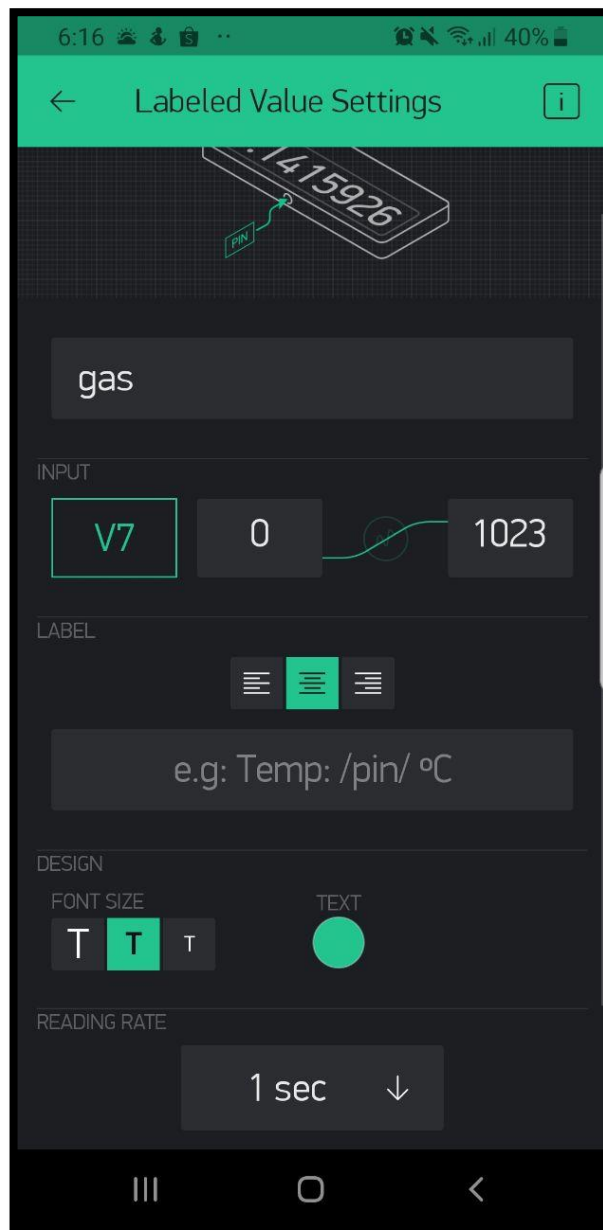 6:16 40%
Labeled Value Settings i
.1415926
PIN
gas
INPUT
V7 0 1023
LABEL
e.g: Temp: /pin/ ºC
DESIGN
FONT SIZE TEXT
T T T
READING RATE
1 sec